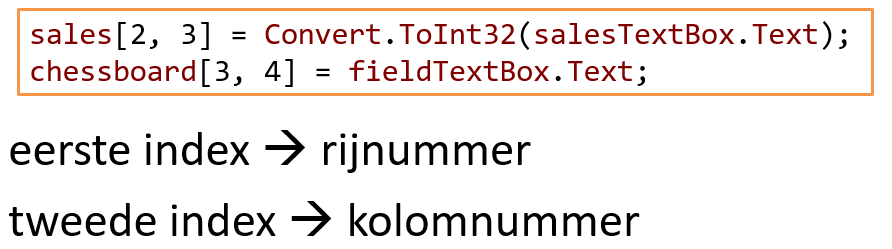 sales[2, 3] = Convert.ToInt32(salesTextBox.Text);
chessboard[3, 4] = fieldTextBox.Text;
eerste index → rijnummer
tweede index → kolomnummer